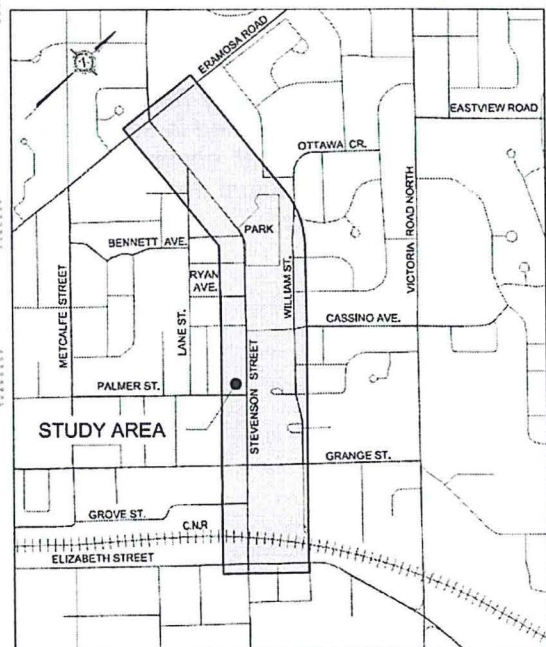 ERAMOSA ROAD
EASTVIEW ROAD
OTTAWA CR.
VICTORIA ROAD NORTH
PARK
BENNETT AVE.
RYAN
AVE.
WILLIAM ST.
METCALFE STREET
LANE ST.
CASSINO AVE.
STEVENSON STREET
PALMER ST.
STUDY AREA
GRANGE ST.
GROVE ST.
C.N.R
ELIZABETH STREET